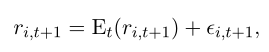 r_{i,t+1} = E_t(r_{i,t+1}) + ϵ_{i,t+1},